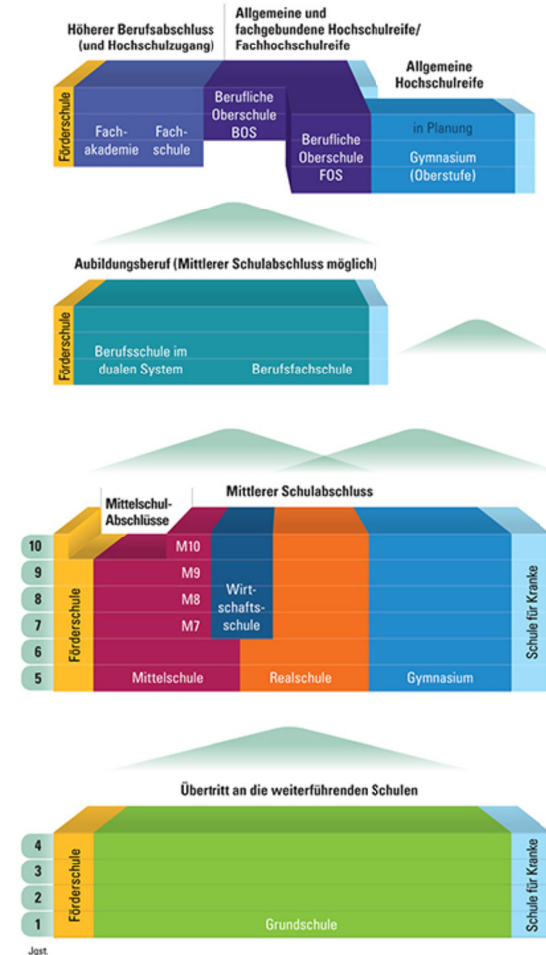 Höherer Berufsabschluss
(und Hochschulzugang)
Allgemeine und
fachgebundene Hochschulreife/
Fachhochschulreife
Allgemeine
Hochschulreife
Förderschule
Fach-
akademie
Fach-
schule
Berufliche
Oberschule
BOS
Berufliche
Oberschule
FOS
in Planung
Gymnasium
(Oberstufe)
Aubildungsberuf (Mittlerer Schulabschluss möglich)
Förderschule
Berufsschule im
dualen System
Berufsfachschule
Mittelschul-
Abschlüsse
Mittlerer Schulabschluss
10
9
8
7
6
5
Förderschule
M10
M9
M8
M7
Mittelschule
Wirt-
schafts-
schule
Realschule
Gymnasium
Schule für Kranke
Übertritt an die weiterführenden Schulen
4
3
2
1
Jgst.
Förderschule
Grundschule
Schule für Kranke